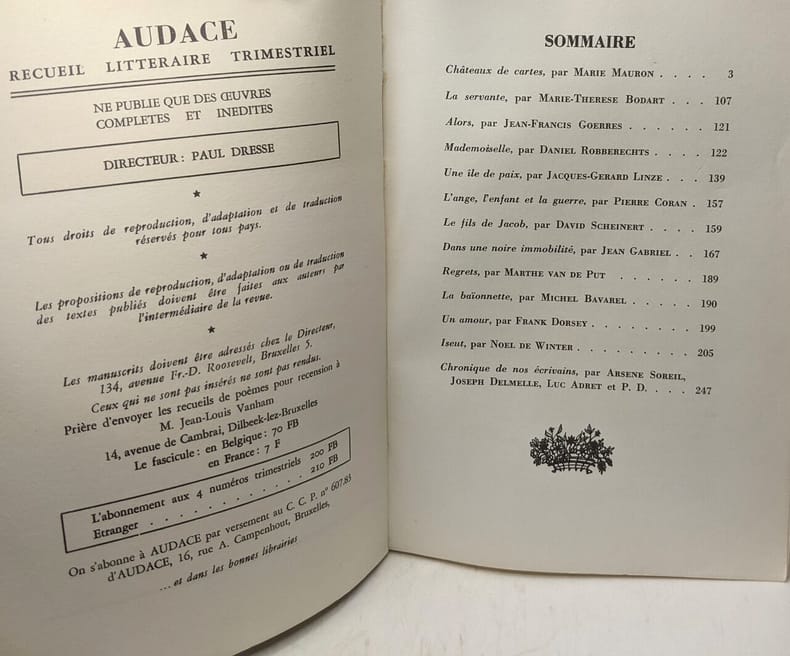 AUDACE
RECUEIL LITTERAIRE TRIMESTRIEL
NE PUBLIE QUE DES ŒUVRES
COMPLETES ET INEDITES
DIRECTEUR : PAUL DRESSE
★
Tous droits de reproduction, d'adaptation et de traduction
réservés pour tous pays.
★
Les propositions de reproduction, d'adaptation ou de traduction
des textes publiés doivent être faites aux auteurs par
l'intermédiaire de la revue.
★
Les manuscrits doivent être adressés chez le Directeur,
134, avenue Fr.-D. Roosevelt, Bruxelles 5.
Ceux qui ne sont pas insérés ne sont pas rendus.
Prière d'envoyer les recueils de poèmes pour recension à
M. Jean-Louis Vanham
14, avenue de Cambrai, Dilbeek-lez-Bruxelles
Le fascicule : en Belgique : 70 FB
en France : 7 F
L'abonnement aux 4 numéros trimestriels 200 FB
Etranger . . . . . . . . . . . 210 FB
On s'abonne à AUDACE par versement au C. C. P. n° 607.83
d'AUDACE, 16, rue A. Campenhout, Bruxelles,
... et dans les bonnes librairies
SOMMAIRE
Châteaux de cartes, par MARIE MAURON . . . . 3
La servante, par MARIE-THERESE BODART . . . 107
Alors, par JEAN-FRANCIS GOERRES . . . . . . 121
Mademoiselle, par DANIEL ROBBERECHTS . . . . 122
Une île de paix, par JACQUES-GERARD LINZE . . . 139
L'ange, l'enfant et la guerre, par PIERRE CORAN . 157
Le fils de Jacob, par DAVID SCHEINERT . . . . 159
Dans une noire immobilité, par JEAN GABRIEL . . 167
Regrets, par MARTHE VAN DE PUT . . . . . . 189
La baïonnette, par MICHEL BAVAREL . . . . . 190
Un amour, par FRANK DORSEY . . . . . . . 199
Iseut, par NOEL DE WINTER . . . . . . . . . 205
Chronique de nos écrivains, par ARSENE SOREIL,
JOSEPH DELMELLE, LUC ADRET et P. D. . . . 247